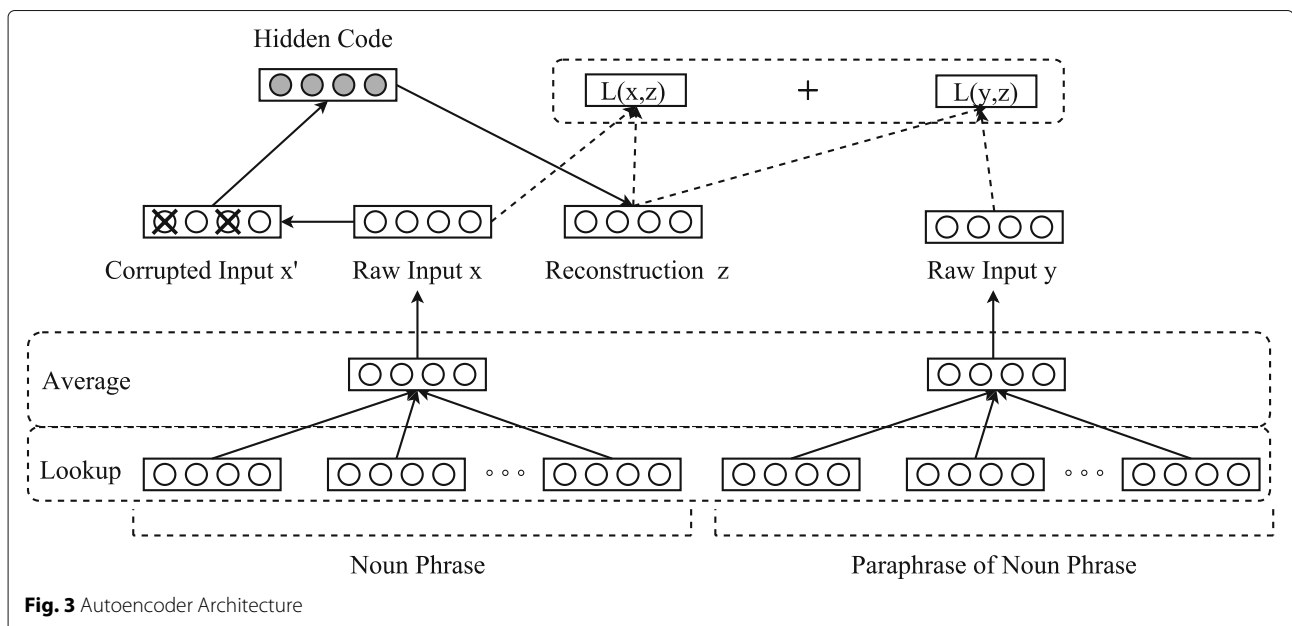 Hidden Code
L(x,z) + L(y,z)
Corrupted Input x' Raw Input x Reconstruction z Raw Input y
Average
Lookup
Noun Phrase Paraphrase of Noun Phrase
Fig. 3 Autoencoder Architecture